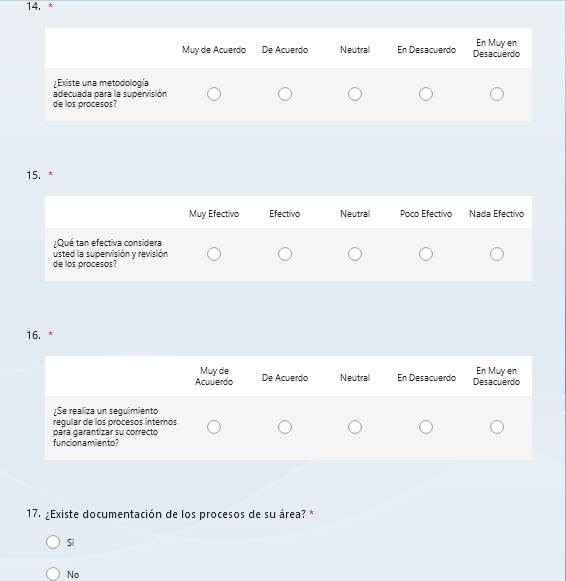 14. *
Muy de Acuerdo De Acuerdo Neutral En Desacuerdo En Muy en Desacuerdo
¿Existe una metodología
adecuada para la supervisión
de los procesos?
15. *
Muy Efectivo Efectivo Neutral Poco Efectivo Nada Efectivo
¿Qué tan efectiva considera
usted la supervisión y revisión
de los procesos?
16. *
Muy de Acuuerdo De Acuerdo Neutral En Desacuerdo En Muy en Desacuerdo
¿Se realiza un seguimiento
regular de los procesos internos
para garantizar su correcto
funcionamiento?
17. ¿Existe documentación de los procesos de su área? *
Si
No